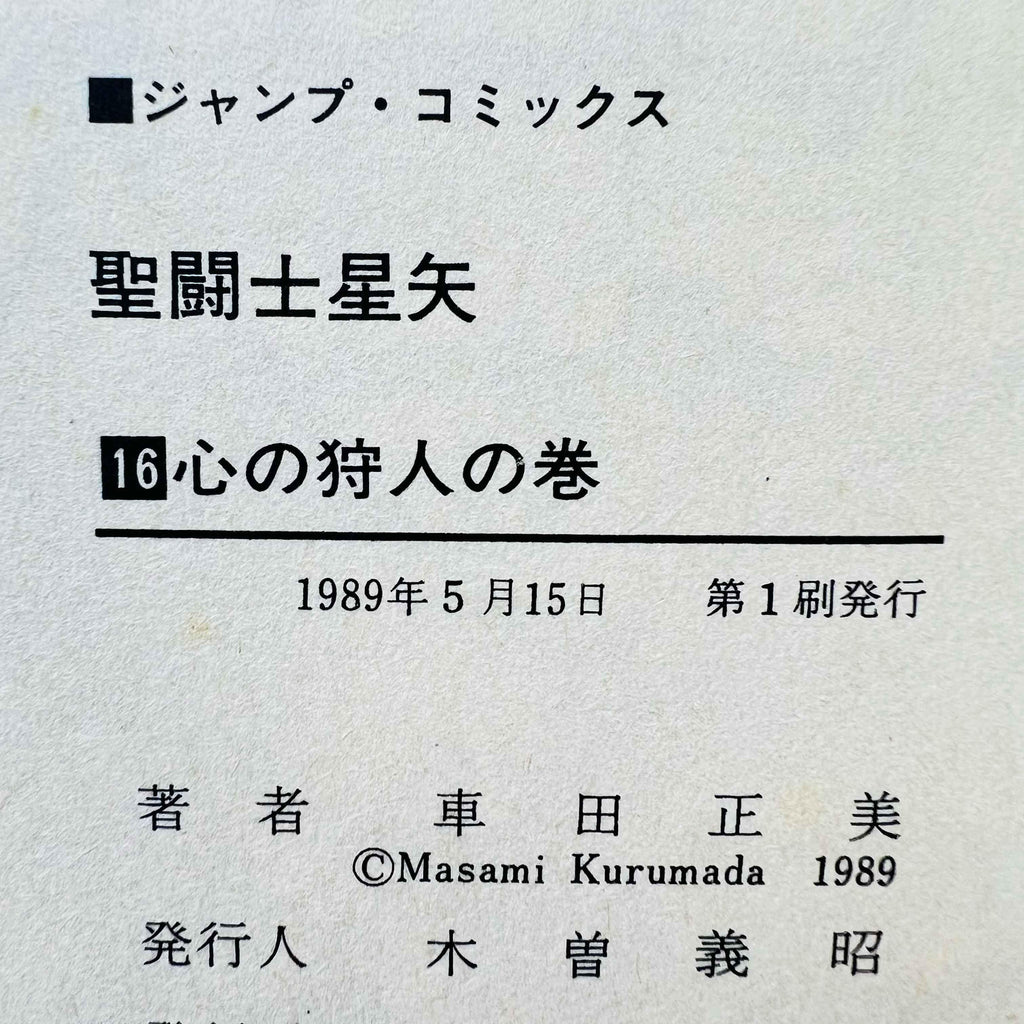 ■ジャンプ・コミックス
聖闘士星矢
16心の狩人の巻
1989年5月15日 第1刷発行
著者 車田正美
©Masami Kurumada 1989
発行人 木曽義昭